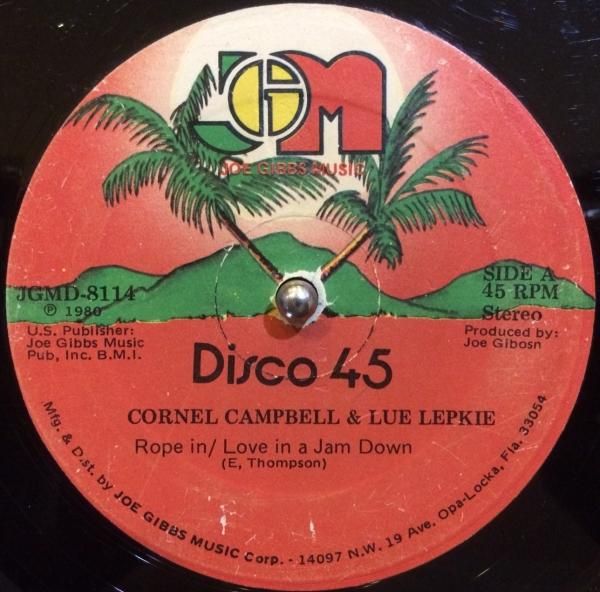 JGM
JOE GIBBS MUSIC
JGMD-8114
℗ 1980
U.S. Publisher:
Joe Gibbs Music
Pub, Inc. B.M.I.
SIDE A
45 RPM
Stereo
Produced by:
Joe Gibosn
Disco 45
CORNEL CAMPBELL & LUE LEPKIE
Rope in/ Love in a Jam Down
(E, Thompson)
Mfg. & Dist. by JOE GIBBS MUSIC Corp. - 14097 N.W. 19 Ave. Opa-Locka, Fla. 33054